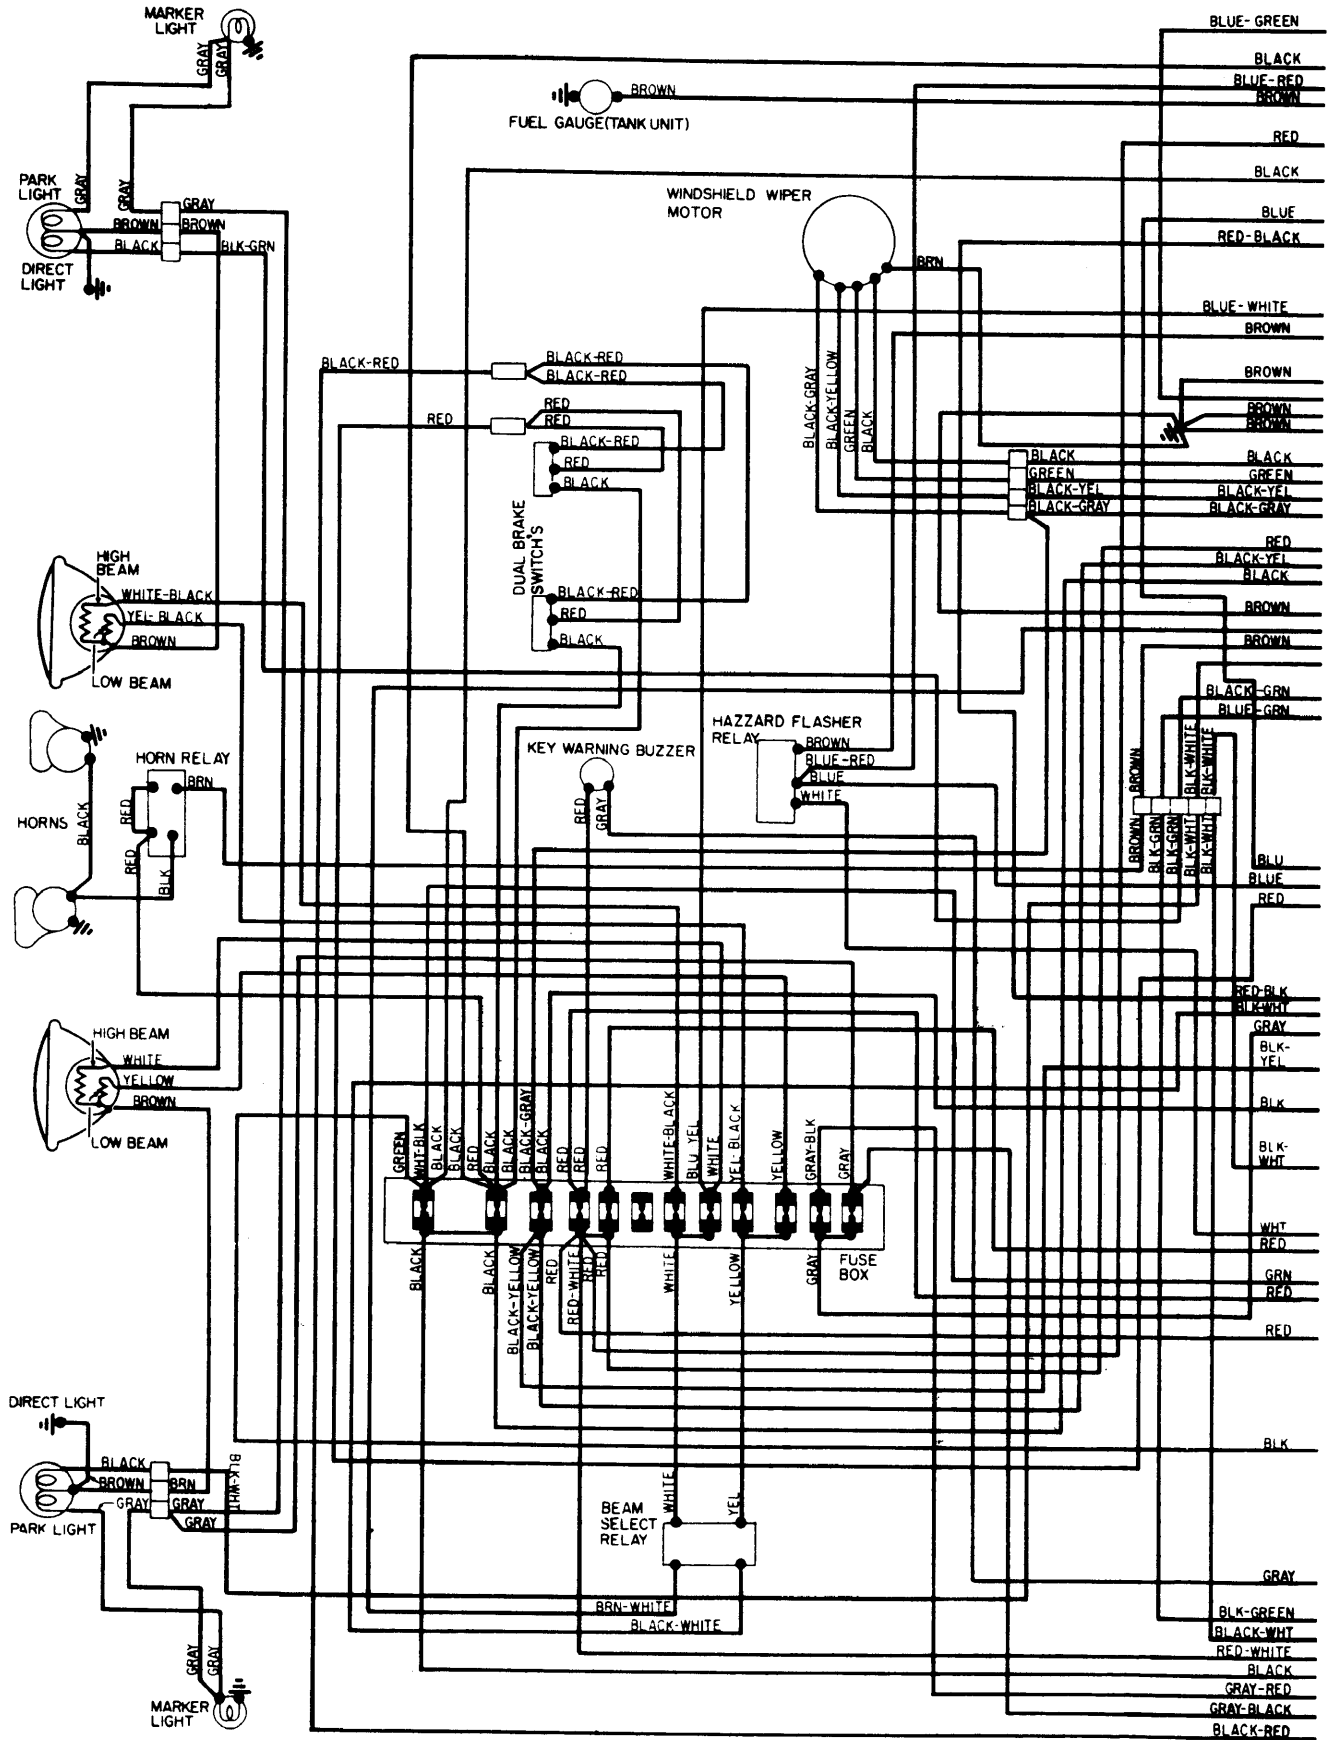 MARKER
LIGHT
GRAY
GRAY
BLUE-GREEN
BLACK
BLUE-RED
BROWN
BROWN
FUEL GAUGE(TANK UNIT)
RED
BLACK
PARK
LIGHT
GRAY
GRAY
GRAY
BROWN
BROWN
BLACK
BLK-GRN
DIRECT
LIGHT
WINDSHIELD WIPER
MOTOR
BRN
BLUE
RED-BLACK
BLUE-WHITE
BROWN
BLACK-RED
BLACK-RED
BLACK-RED
BLACK-GRAY
BLACK-YELLOW
GREEN
BLACK
BROWN
RED
RED
RED
BROWN
BROWN
BLACK-RED
RED
BLACK
BLACK
GREEN
BLACK-YEL
BLACK-GRAY
BLACK
GREEN
BLACK-YEL
BLACK-GRAY
DUAL BRAKE
SWITCH'S
RED
BLACK-YEL
BLACK
BROWN
BROWN
HIGH
BEAM
WHITE-BLACK
YEL-BLACK
BROWN
LOW BEAM
BLACK-RED
RED
BLACK
BLACK-GRN
BLUE-GRN
HAZZARD FLASHER
RELAY
BROWN
BLUE-RED
BLUE
WHITE
KEY WARNING BUZZER
RED
GRAY
HORN RELAY
BRN
RED
RED
BLK
BLACK
HORNS
BROWN
BLK-WHITE
BLK-WHITE
BROWN
BLK-GRN
BLK-GRN
BLK-WHT
BLK-WHT
BLU
BLUE
RED
RED-BLK
BLK-WHT
GRAY
BLK-
YEL
BLK
BLK-
WHT
WHT
RED
GRN
RED
RED
HIGH BEAM
WHITE
YELLOW
BROWN
LOW BEAM
GREEN
WHT-BLK
BLACK
BLACK
RED
BLACK
BLACK
BLACK-GRAY
BLACK
RED
RED
RED
WHITE-BLACK
BLU YEL
WHITE
YEL-BLACK
YELLOW
GRAY-BLK
GRAY
FUSE
BOX
BLACK
BLACK
BLACK-YELLOW
BLACK-YELLOW
RED
RED-WHITE
RED
RED
WHITE
YELLOW
GRAY
DIRECT LIGHT
BLACK
BROWN
BRN
GRAY
GRAY
GRAY
BLK-WHT
PARK LIGHT
BLK
BEAM
SELECT
RELAY
WHITE
YEL
BRN-WHITE
BLACK-WHITE
GRAY
GRAY
MARKER
LIGHT
GRAY
BLK-GREEN
BLACK-WHT
RED-WHITE
BLACK
GRAY-RED
GRAY-BLACK
BLACK-RED